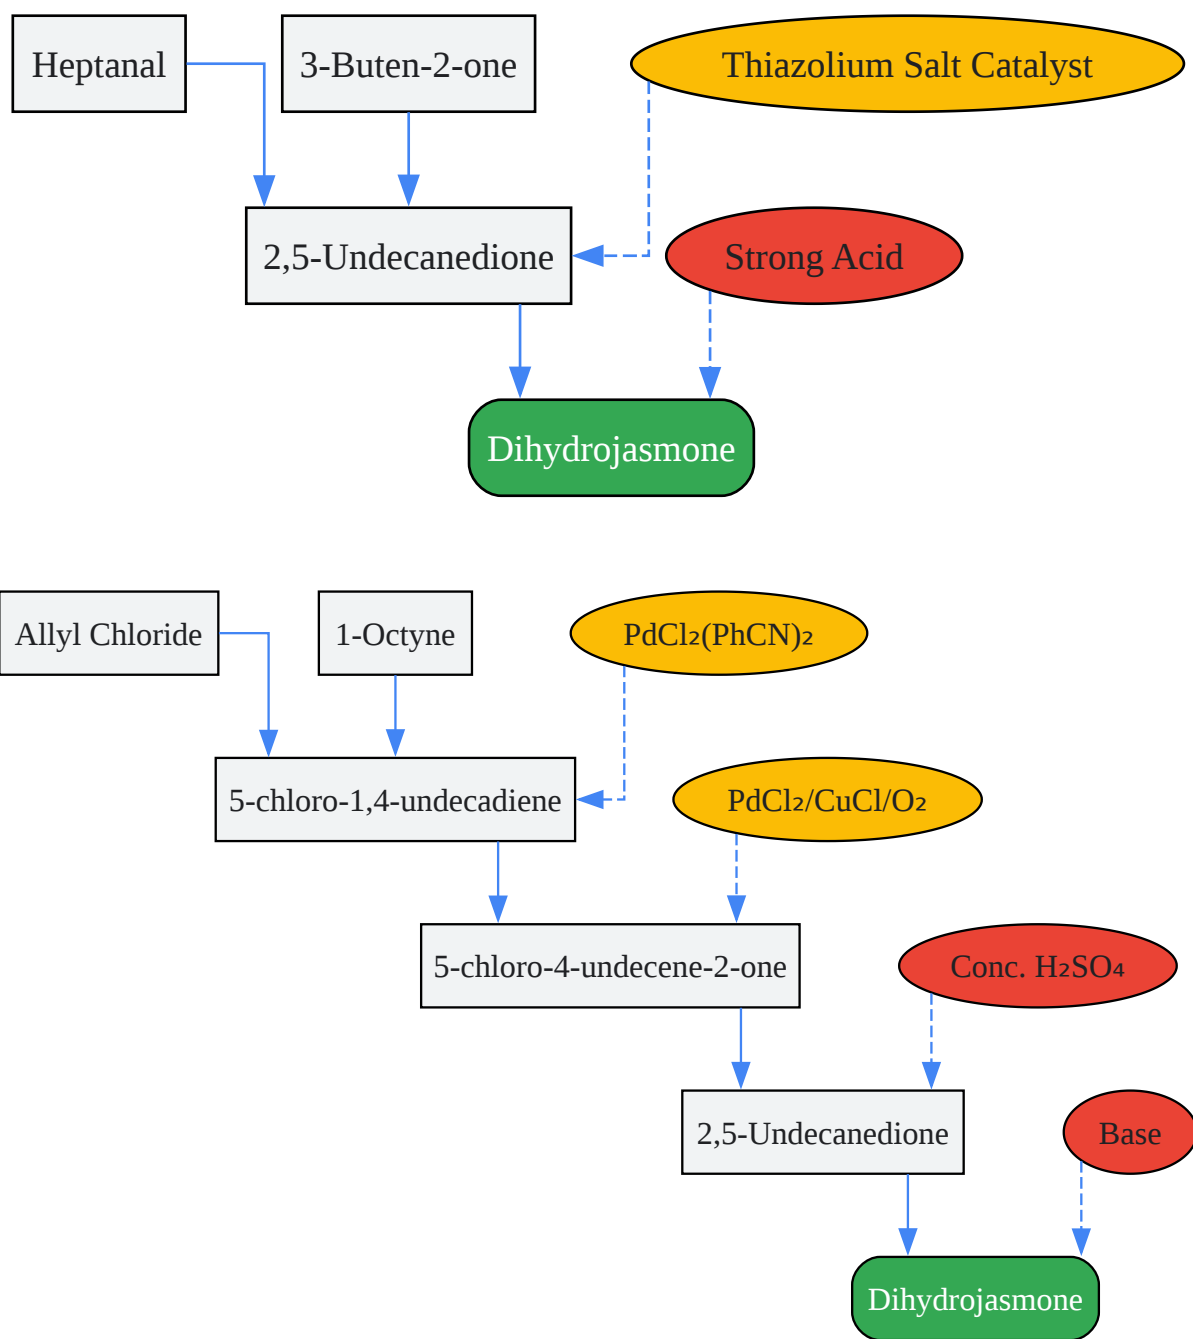 Heptanal
3-Buten-2-one
Thiazolium Salt Catalyst
2,5-Undecanedione
Strong Acid
Dihydrojasmone
Allyl Chloride
1-Octyne
PdCl₂(PhCN)₂
5-chloro-1,4-undecadiene
PdCl₂/CuCl/O₂
5-chloro-4-undecene-2-one
Conc. H₂SO₄
2,5-Undecanedione
Base
Dihydrojasmone